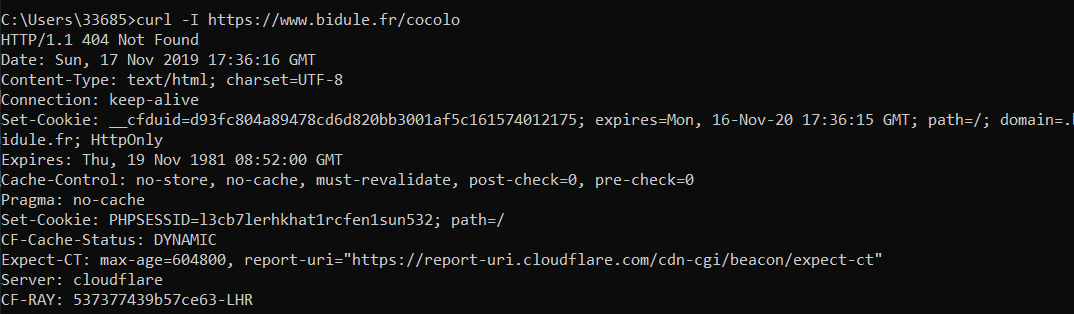 C:\Users\33685>curl -I https://www.bidule.fr/cocolo
HTTP/1.1 404 Not Found
Date: Sun, 17 Nov 2019 17:36:16 GMT
Content-Type: text/html; charset=UTF-8
Connection: keep-alive
Set-Cookie: __cfduid=d93fc804a89478cd6d820bb3001af5c161574012175; expires=Mon, 16-Nov-20 17:36:15 GMT; path=/; domain=.b
idule.fr; HttpOnly
Expires: Thu, 19 Nov 1981 08:52:00 GMT
Cache-Control: no-store, no-cache, must-revalidate, post-check=0, pre-check=0
Pragma: no-cache
Set-Cookie: PHPSESSID=l3cb7lerhkhat1rcfen1sun532; path=/
CF-Cache-Status: DYNAMIC
Expect-CT: max-age=604800, report-uri="https://report-uri.cloudflare.com/cdn-cgi/beacon/expect-ct"
Server: cloudflare
CF-RAY: 537377439b57ce63-LHR